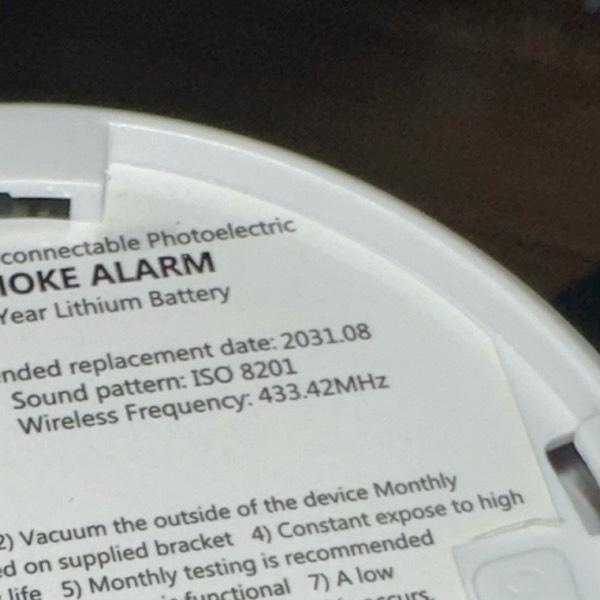 connectable Photoelectric
MOKE ALARM
Year Lithium Battery
nded replacement date: 2031.08
Sound pattern: ISO 8201
Wireless Frequency: 433.42MHz
2) Vacuum the outside of the device Monthly
ed on supplied bracket 4) Constant expose to high
life 5) Monthly testing is recommended
functional 7) A low
occurs.